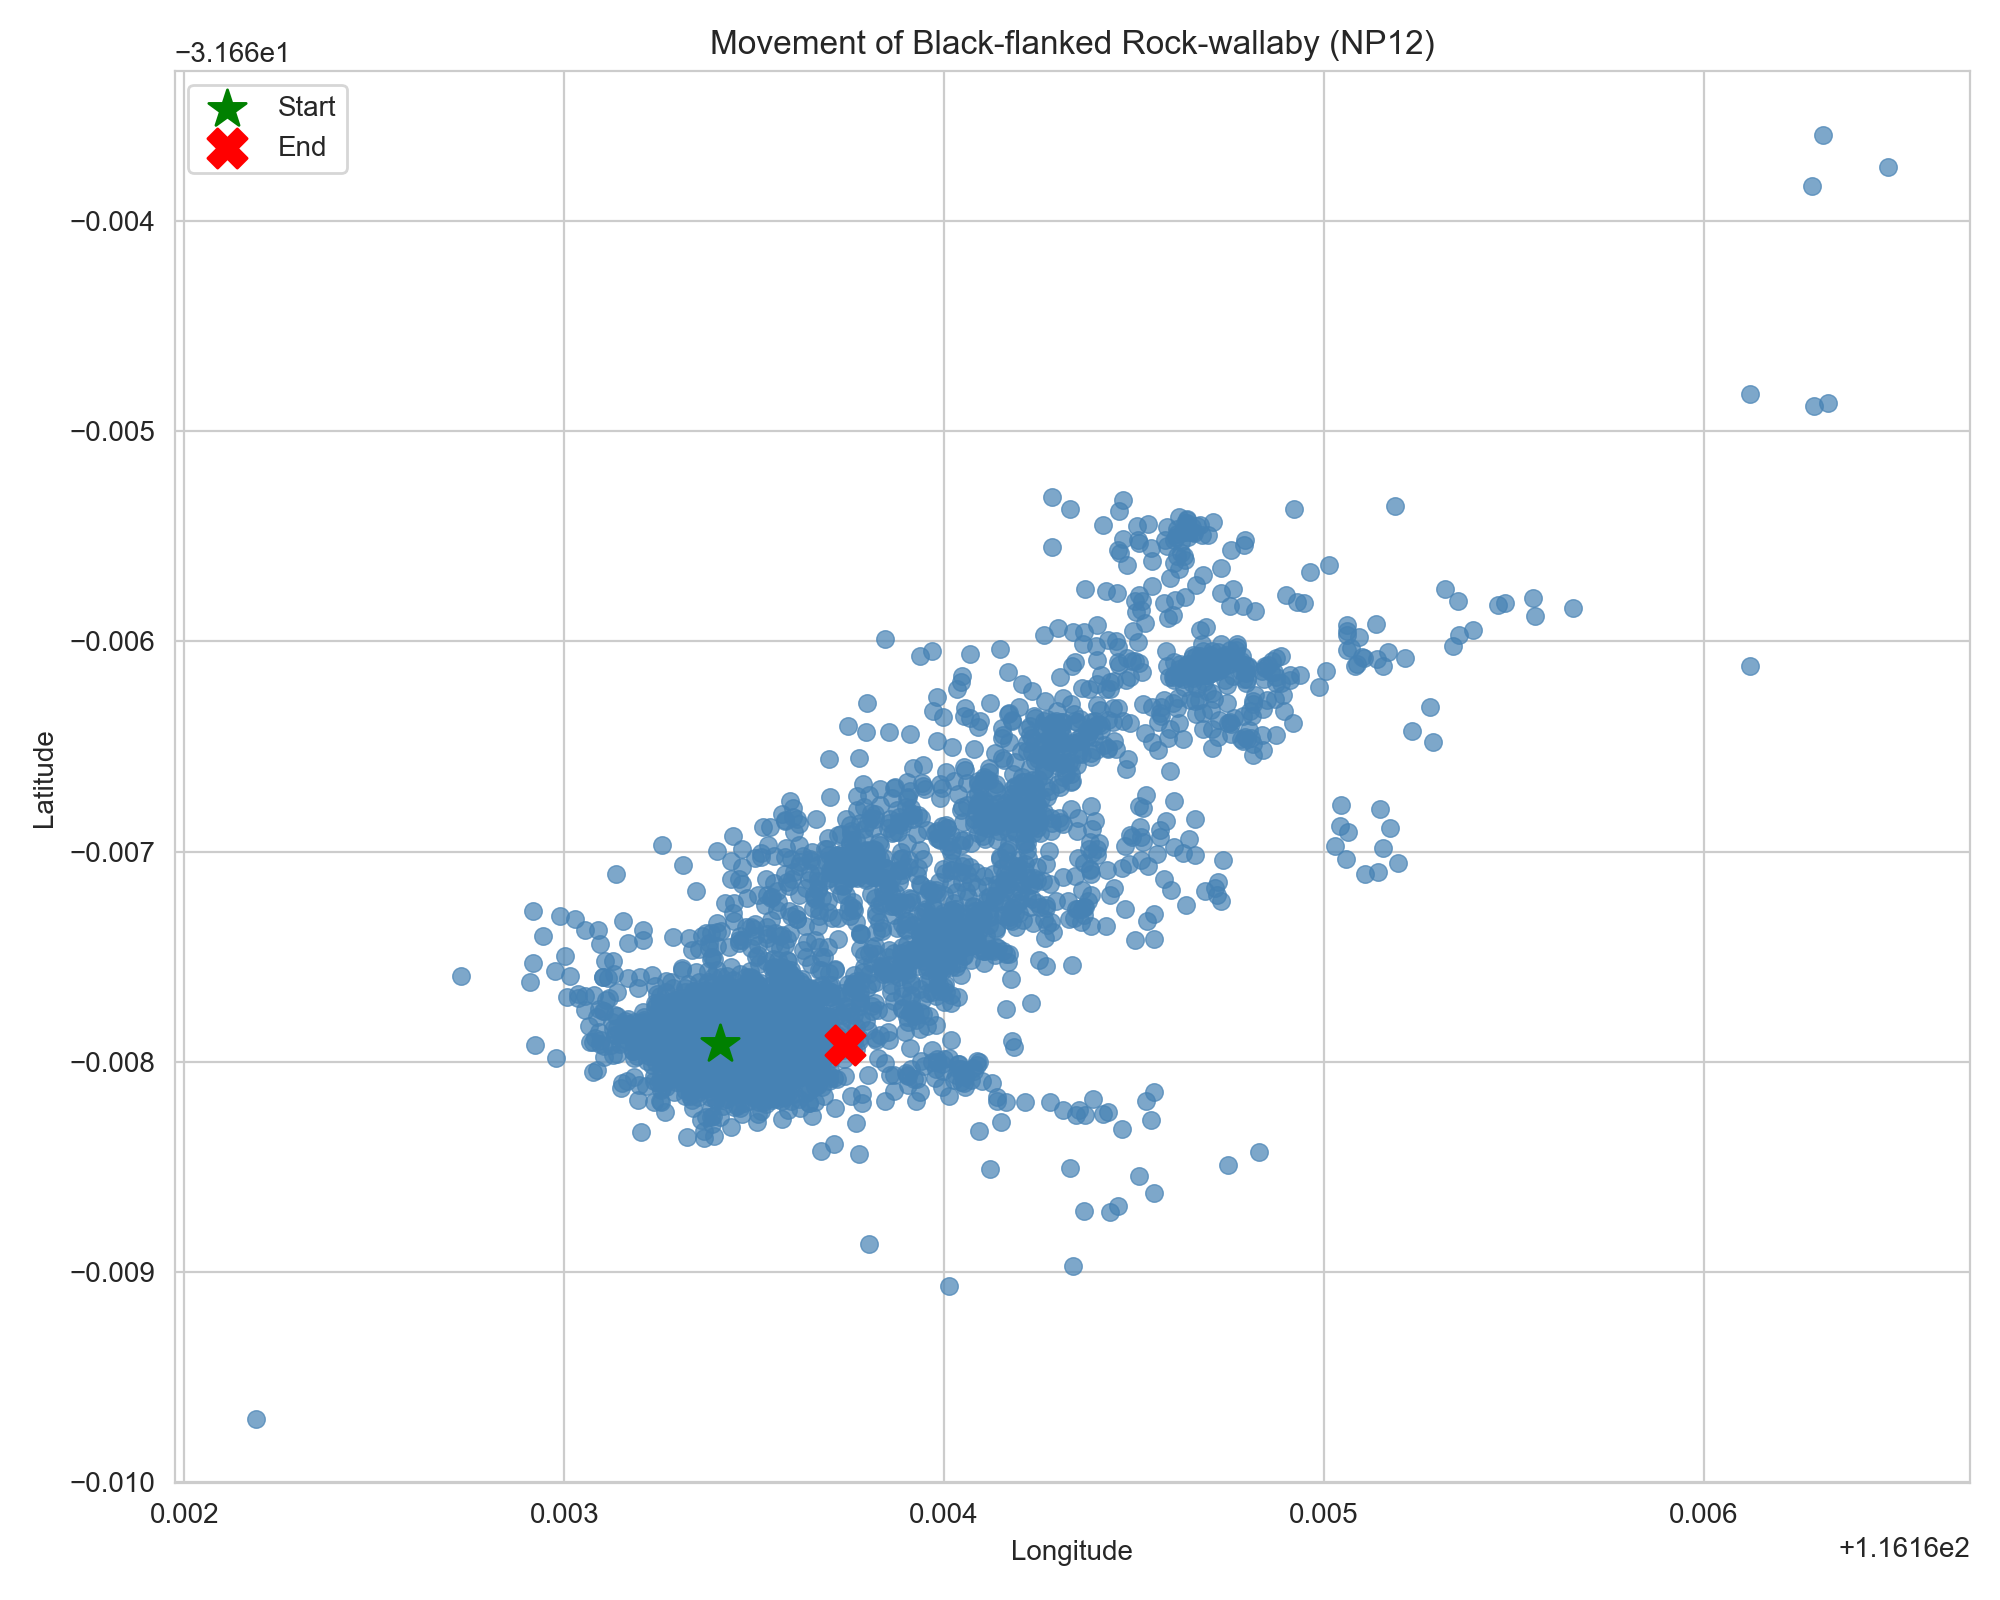 Movement of Black-flanked Rock-wallaby (NP12)
−3.166e1
Start
End
−0.004
−0.005
−0.006
−0.007
−0.008
−0.009
−0.010
Latitude
0.002 0.003 0.004 0.005 0.006
Longitude
+1.1616e2